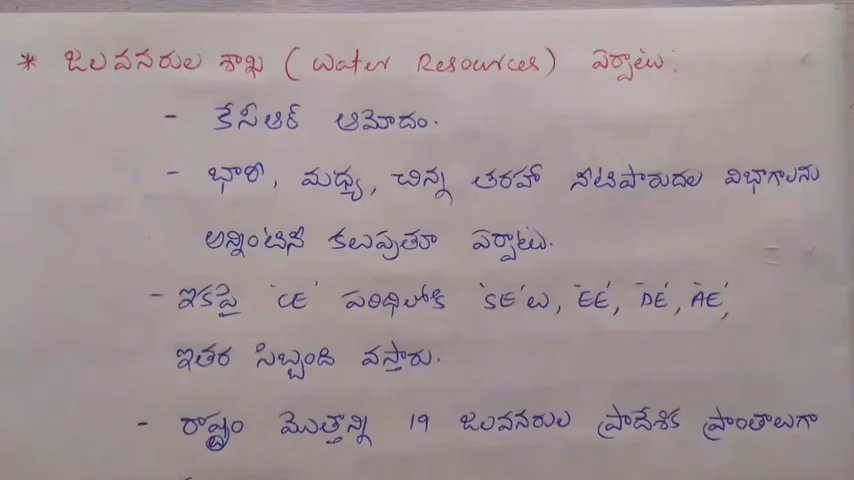 * జలవనరుల శాఖ (Water Resources) ఏర్పాటు.
- కేసీఆర్ ఆమోదం.
- భారీ, మధ్య, చిన్న తరహా నీటిపారుదల విభాగాలను
అన్నింటినీ కలుపుతూ ఏర్పాటు.
- ఇకపై 'CE' పరిధిలోకి 'SE'లు, 'EE', 'DE', 'AE',
ఇతర సిబ్బంది వస్తారు.
- రాష్ట్రం మొత్తాన్ని 19 జలవనరుల ప్రాదేశిక ప్రాంతాలుగా